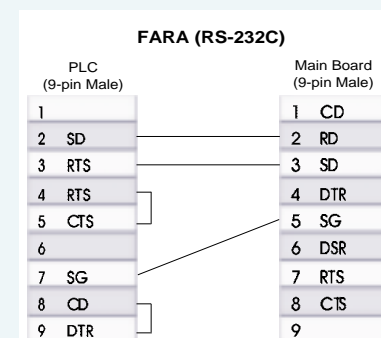 FARA (RS-232C)
PLC
(9-pin Male)
1
2 SD
3 RTS
4 RTS
5 CTS
6
7 SG
8 CD
9 DTR
Main Board
(9-pin Male)
1 CD
2 RD
3 SD
4 DTR
5 SG
6 DSR
7 RTS
8 CTS
9